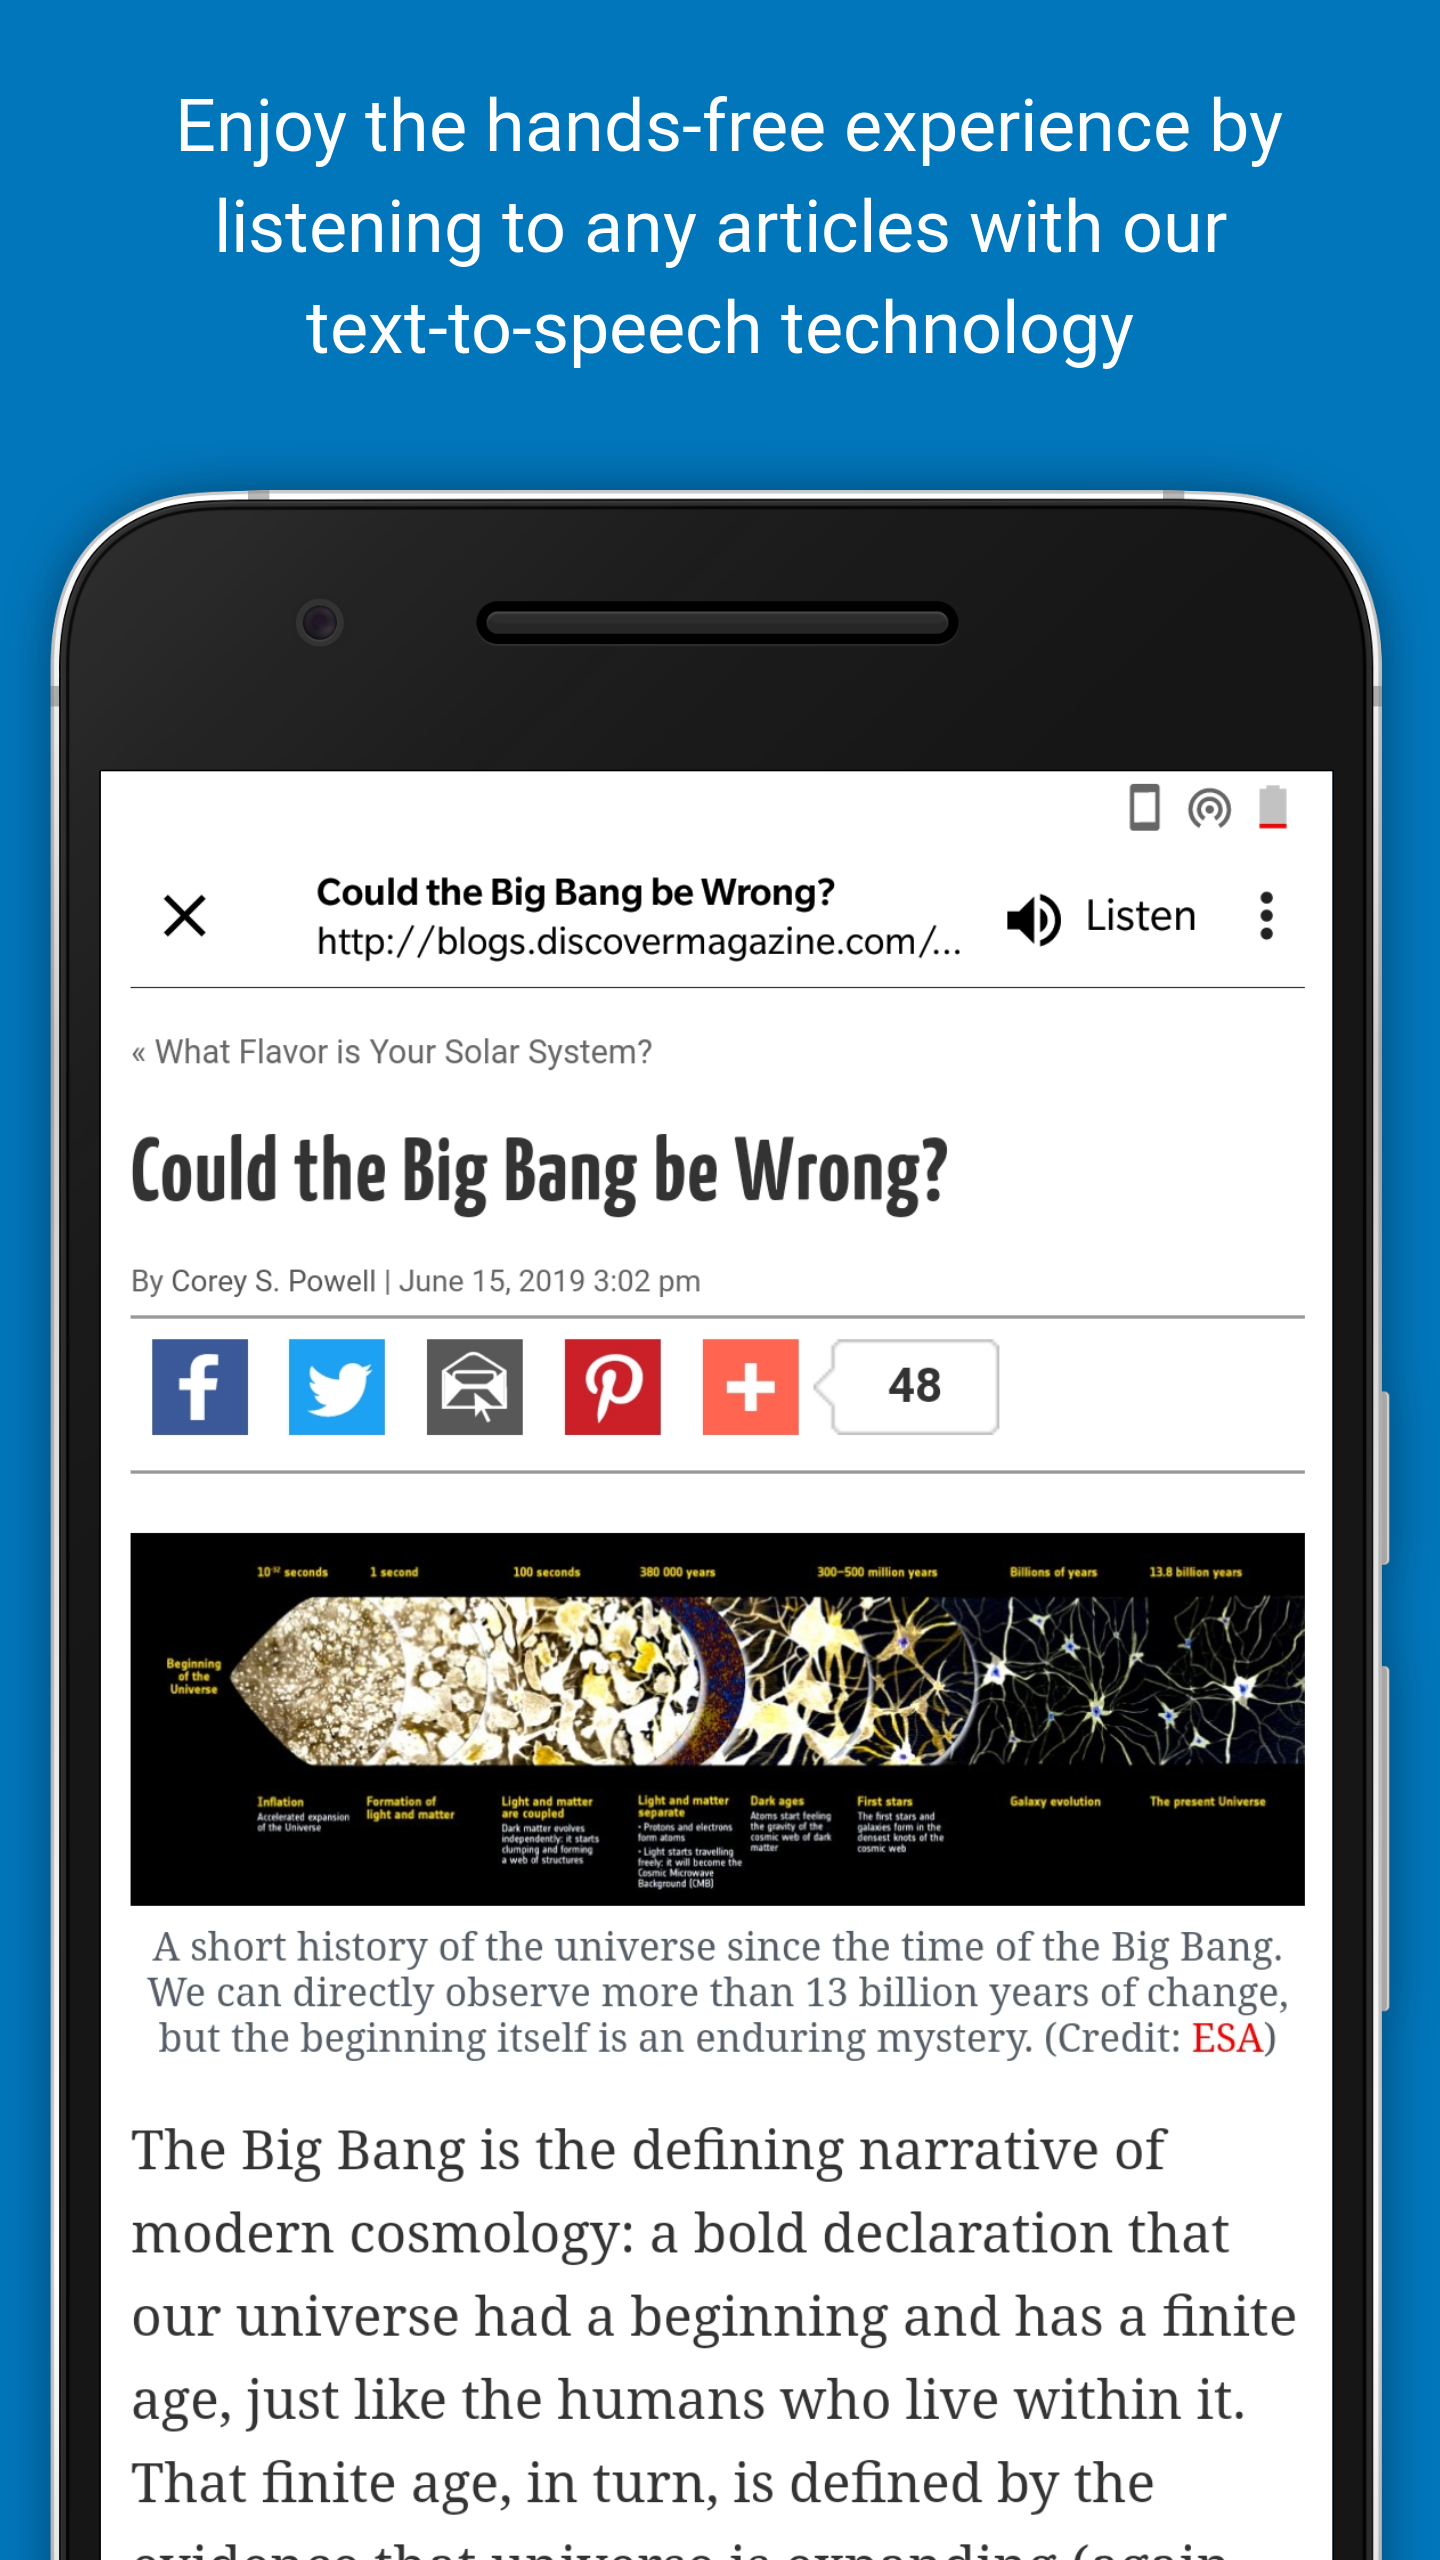 Enjoy the hands-free experience by
listening to any articles with our
text-to-speech technology
Could the Big Bang be Wrong?
http://blogs.discovermagazine.com/...
Listen
« What Flavor is Your Solar System?
Could the Big Bang be Wrong?
By Corey S. Powell | June 15, 2019 3:02 pm
48
10⁻³² seconds
1 second
100 seconds
380 000 years
300–500 million years
Billions of years
13.8 billion years
Beginning
of the
Universe
Inflation
Accelerated expansion
of the Universe
Formation of
light and matter
Light and matter
are coupled
Dark matter evolves
independently: it starts
clumping and forming
a web of structures
Light and matter
separate
• Protons and electrons
form atoms
• Light starts travelling
freely: it will become the
Cosmic Microwave
Background (CMB)
Dark ages
Atoms start feeling
the gravity of the
cosmic web of dark
matter
First stars
The first stars and
galaxies form in the
densest knots of the
cosmic web
Galaxy evolution
The present Universe
A short history of the universe since the time of the Big Bang.
We can directly observe more than 13 billion years of change,
but the beginning itself is an enduring mystery. (Credit: ESA)
The Big Bang is the defining narrative of
modern cosmology: a bold declaration that
our universe had a beginning and has a finite
age, just like the humans who live within it.
That finite age, in turn, is defined by the
evidence that universe is expanding (again